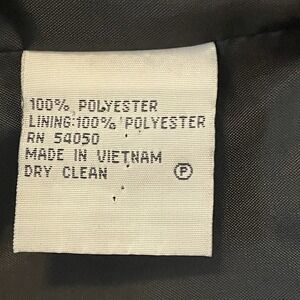 100% POLYESTER
LINING:100% POLYESTER
RN 54050
MADE IN VIETNAM
DRY CLEAN Ⓟ